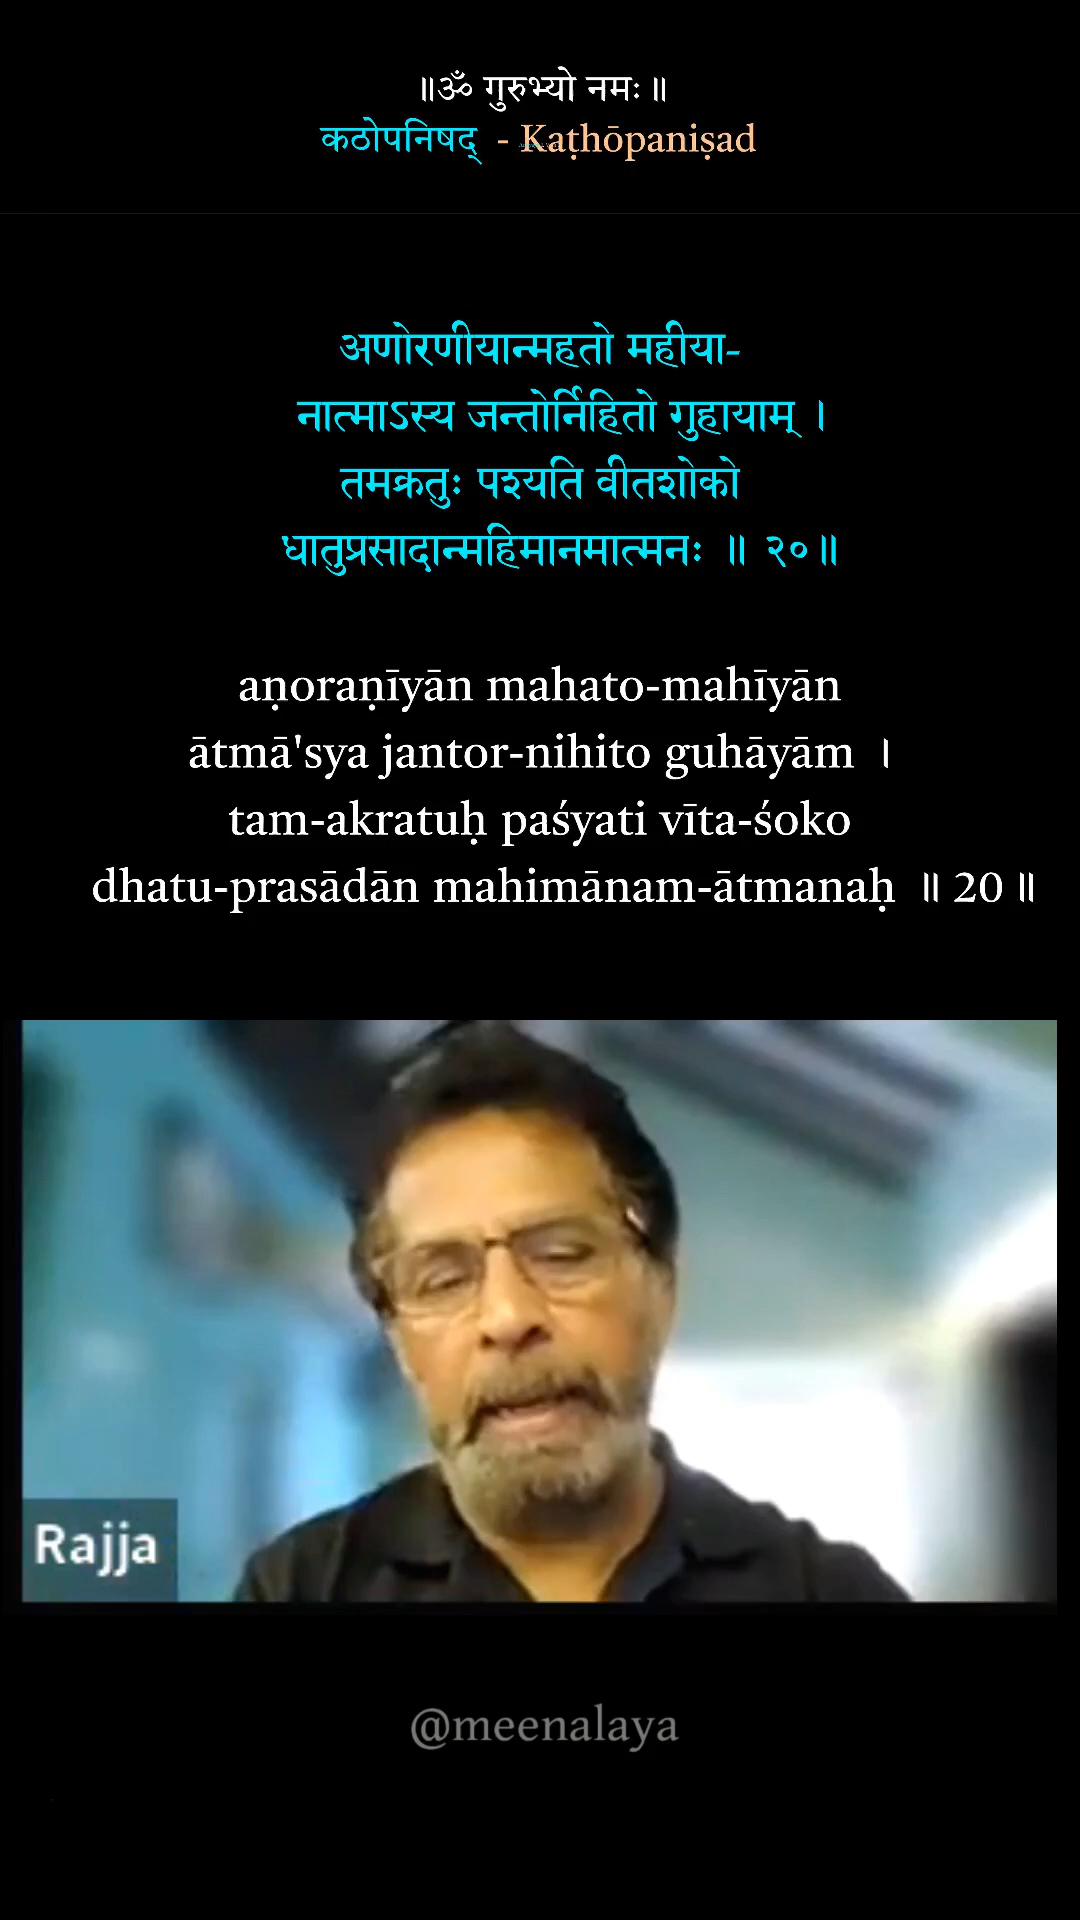 ॥ॐ गुरुभ्यो नमः॥
कठोपनिषद् - Kaṭhōpaniṣad
अणोरणीयान्महतो महीया-
नात्माऽस्य जन्तोर्निहितो गुहायाम् ।
तमक्रतुः पश्यति वीतशोको
धातुप्रसादान्महिमानमात्मनः ॥ २०॥
aṇoraṇīyān mahato-mahīyān
ātmā'sya jantor-nihito guhāyām ।
tam-akratuḥ paśyati vīta-śoko
dhatu-prasādān mahimānam-ātmanaḥ ॥ 20॥
Rajja
@meenalaya